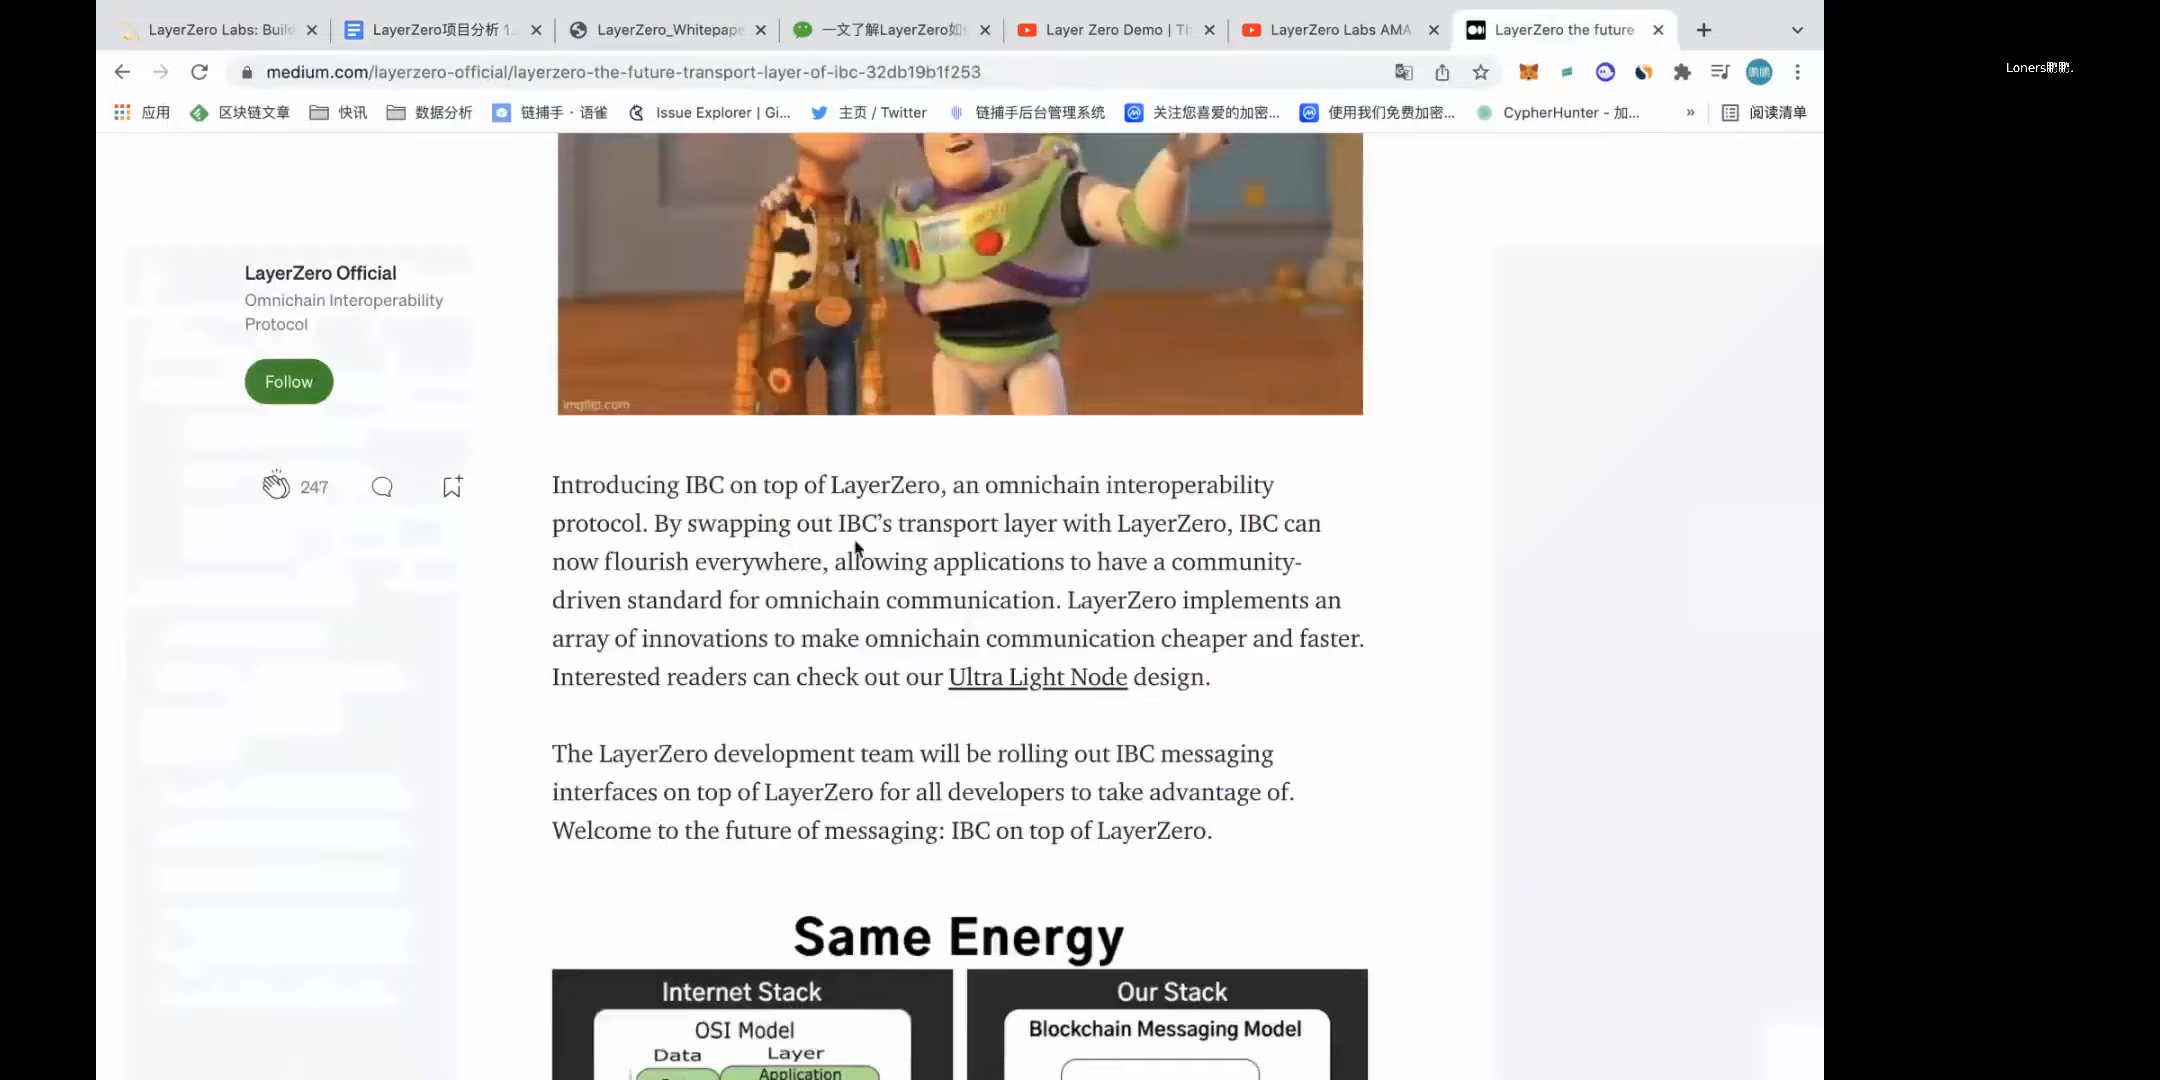 LayerZero Labs: Build
LayerZero项目分析 1.
LayerZero_Whitepape
一文了解LayerZero如
Layer Zero Demo | Th
LayerZero Labs AMA
LayerZero the future
medium.com/layerzero-official/layerzero-the-future-transport-layer-of-ibc-32db19b1f253
应用
区块链文章
快讯
数据分析
链捕手 · 语雀
Issue Explorer | Gi...
主页 / Twitter
链捕手后台管理系统
关注您喜爱的加密...
使用我们免费加密...
CypherHunter - 加...
»
阅读清单
Loners鹏鹏.
LayerZero Official
Omnichain Interoperability
Protocol
Follow
247
imgflip.com
Introducing IBC on top of LayerZero, an omnichain interoperability
protocol. By swapping out IBC’s transport layer with LayerZero, IBC can
now flourish everywhere, allowing applications to have a community-
driven standard for omnichain communication. LayerZero implements an
array of innovations to make omnichain communication cheaper and faster.
Interested readers can check out our Ultra Light Node design.
The LayerZero development team will be rolling out IBC messaging
interfaces on top of LayerZero for all developers to take advantage of.
Welcome to the future of messaging: IBC on top of LayerZero.
Same Energy
Internet Stack
OSI Model
Data Layer
Application
Our Stack
Blockchain Messaging Model